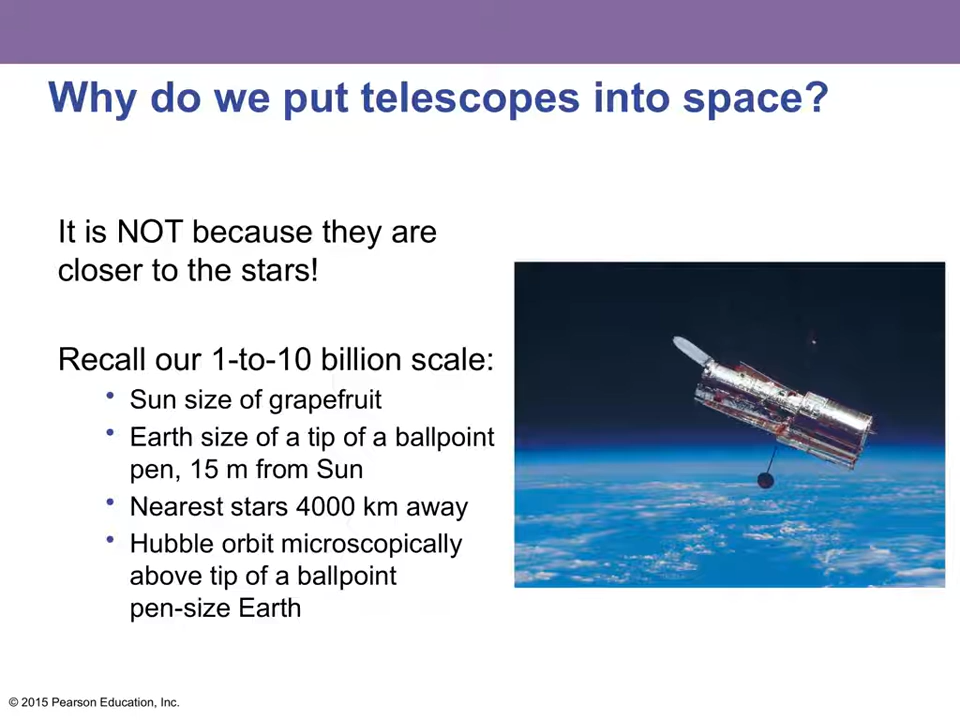 Why do we put telescopes into space?
It is NOT because they are
closer to the stars!
Recall our 1-to-10 billion scale:
• Sun size of grapefruit
• Earth size of a tip of a ballpoint
pen, 15 m from Sun
• Nearest stars 4000 km away
• Hubble orbit microscopically
above tip of a ballpoint
pen-size Earth
© 2015 Pearson Education, Inc.